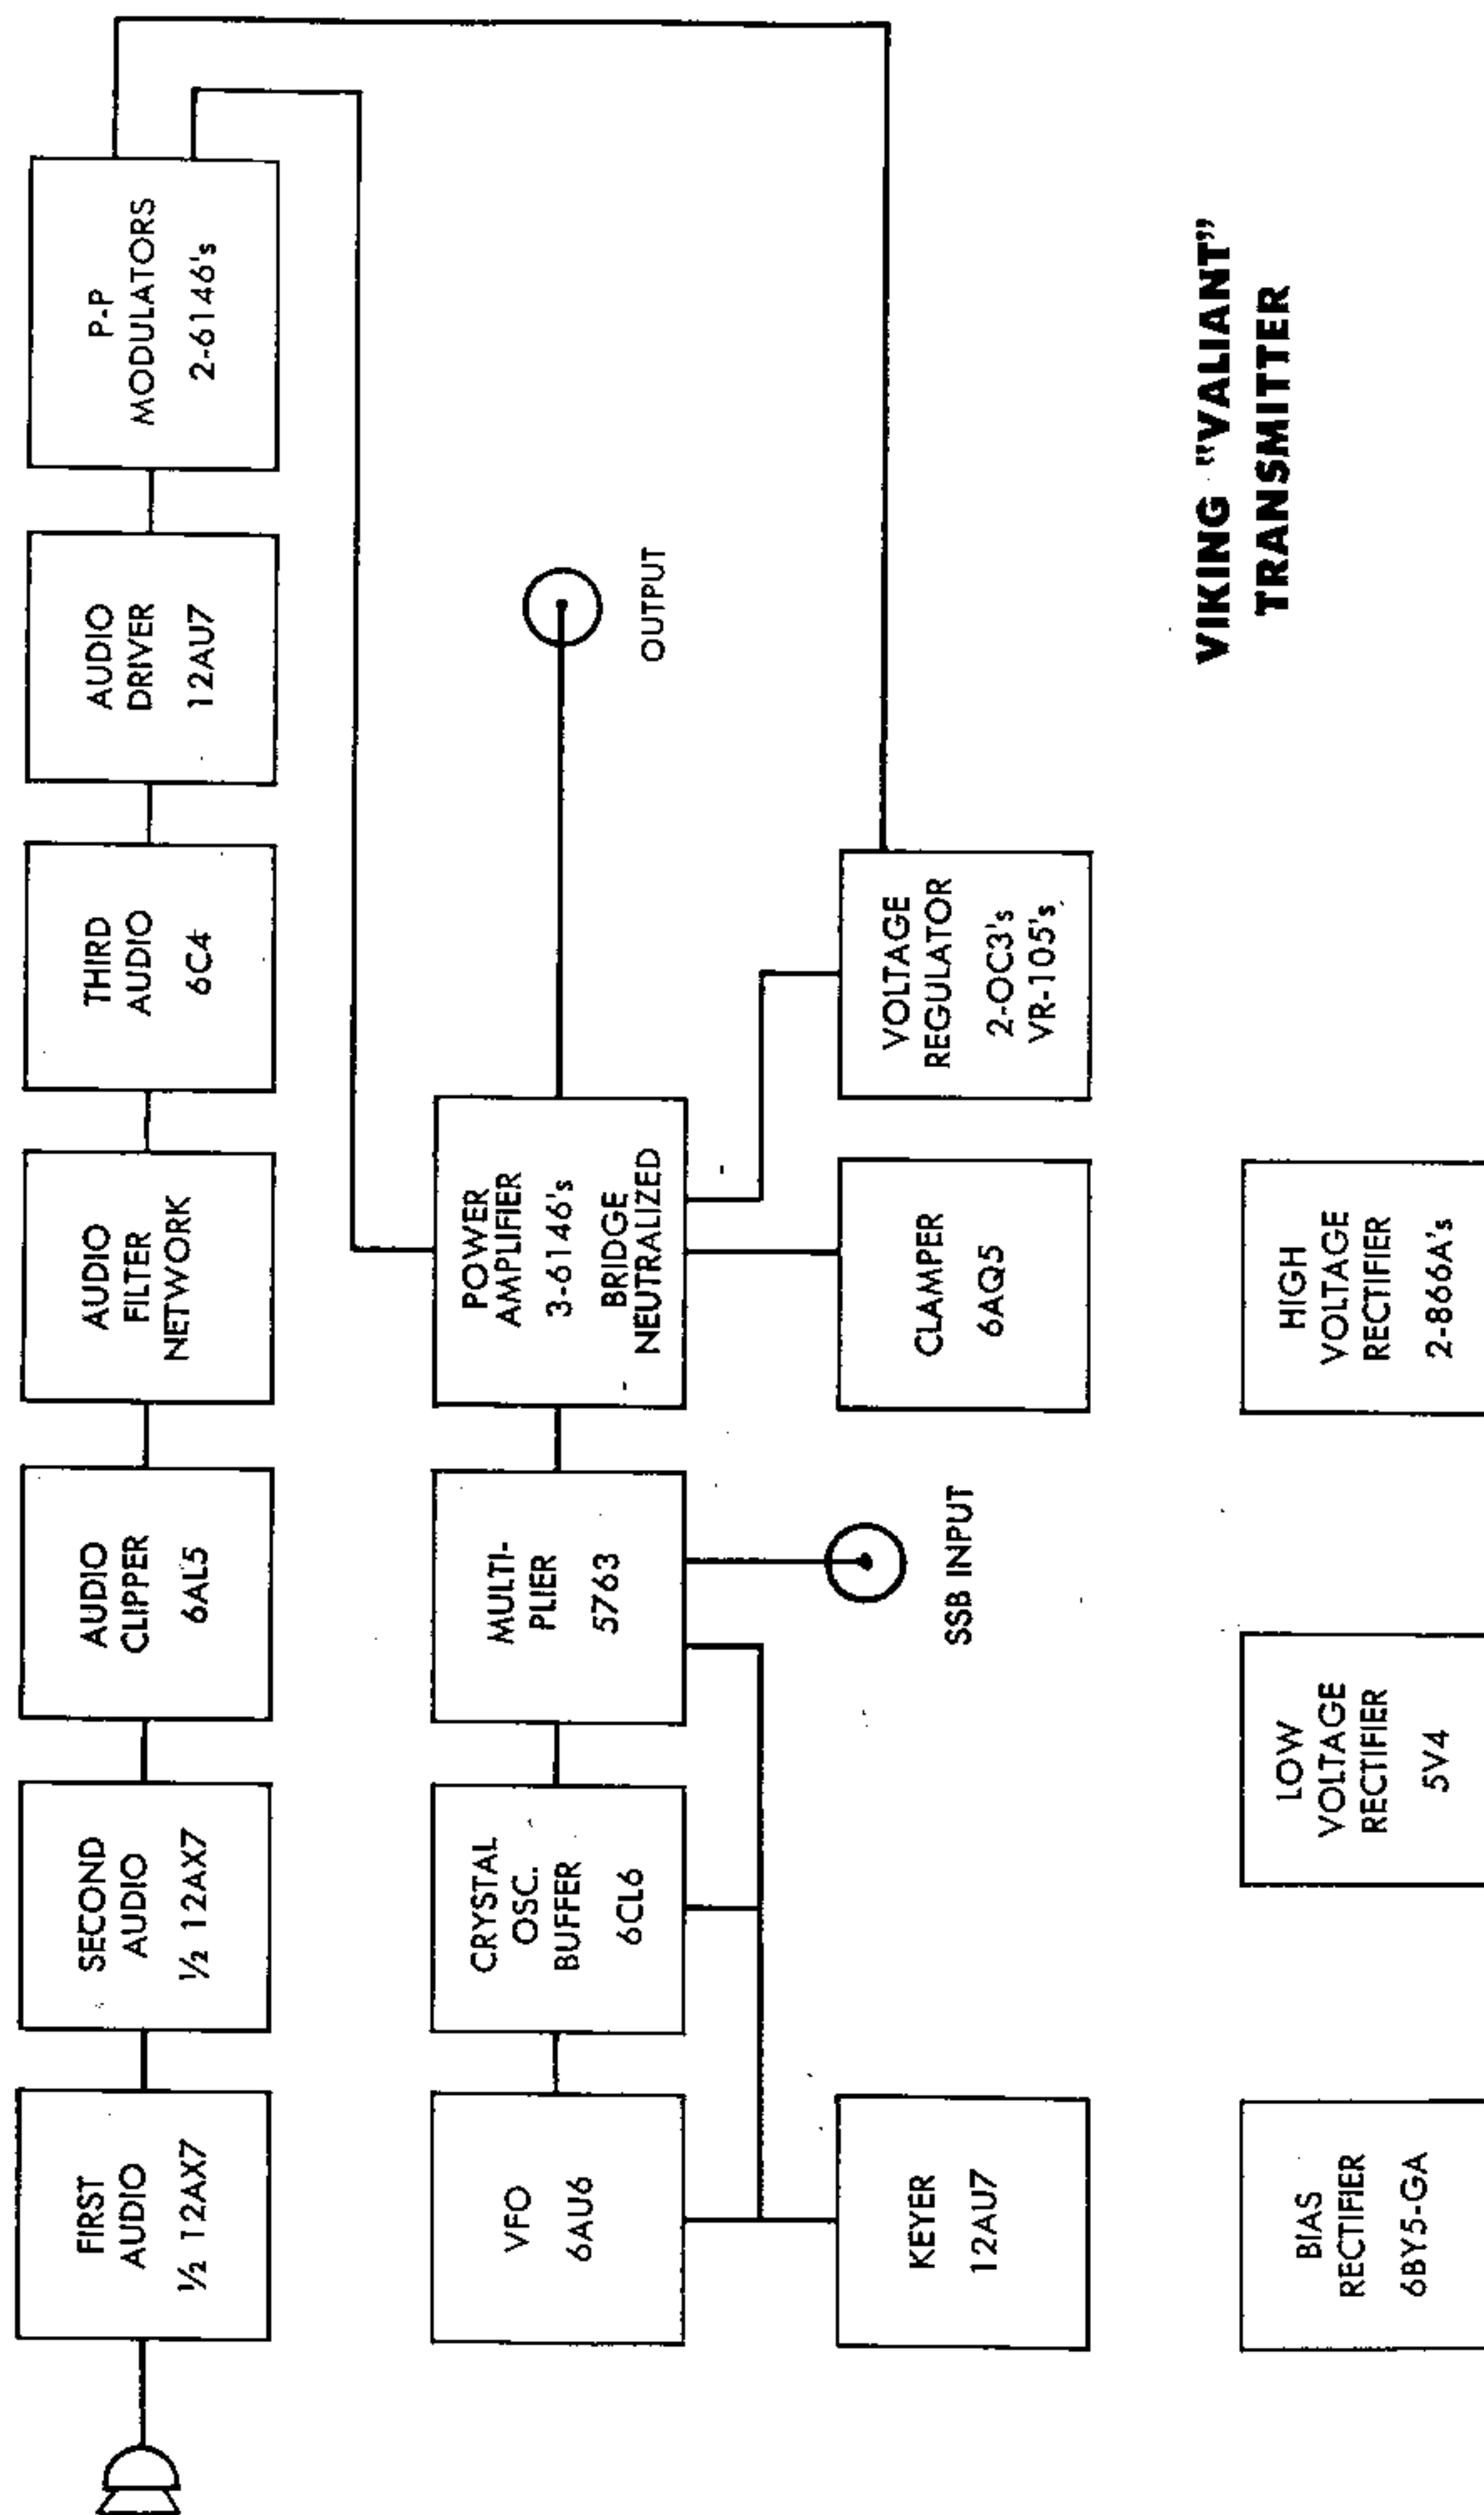 FIRST
AUDIO
½ 12AX7
SECOND
AUDIO
½ 12AX7
AUDIO
CLIPPER
6AL5
AUDIO
FILTER
NETWORK
THIRD
AUDIO
6C4
AUDIO
DRIVER
12AU7
P-P
MODULATORS
2-6146's
VFO
6AU6
CRYSTAL
OSC.
BUFFER
6CL6
MULTI-
PLIER
5763
POWER
AMPLIFIER
3-6146's
BRIDGE
NEUTRALIZED
OUTPUT
KEYER
12AU7
SSB INPUT
CLAMPER
6AQ5
VOLTAGE
REGULATOR
2-OC3's
VR-105's
BIAS
RECTIFIER
6BY5-GA
LOW
VOLTAGE
RECTIFIER
5V4
HIGH
VOLTAGE
RECTIFIER
2-866A's
VIKING "VALIANT"
TRANSMITTER